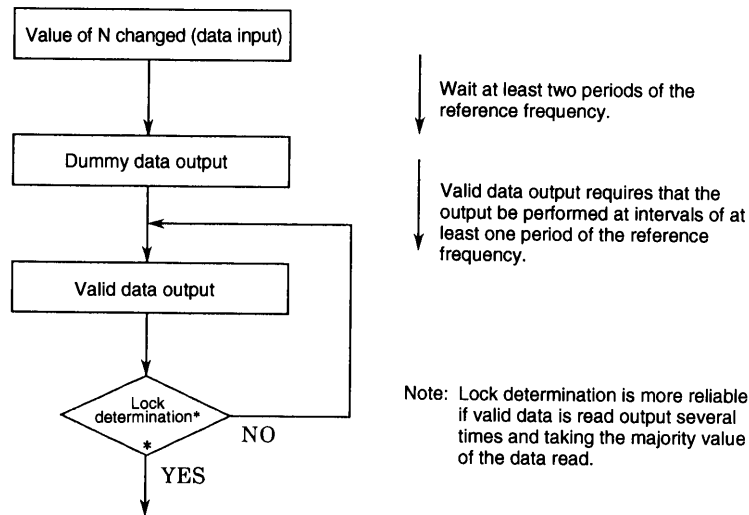 Value of N changed (data input)
Wait at least two periods of the
reference frequency.
Dummy data output
Valid data output requires that the
output be performed at intervals of at
least one period of the reference
frequency.
Valid data output
Lock
determination*
*
NO
YES
Note: Lock determination is more reliable
if valid data is read output several
times and taking the majority value
of the data read.